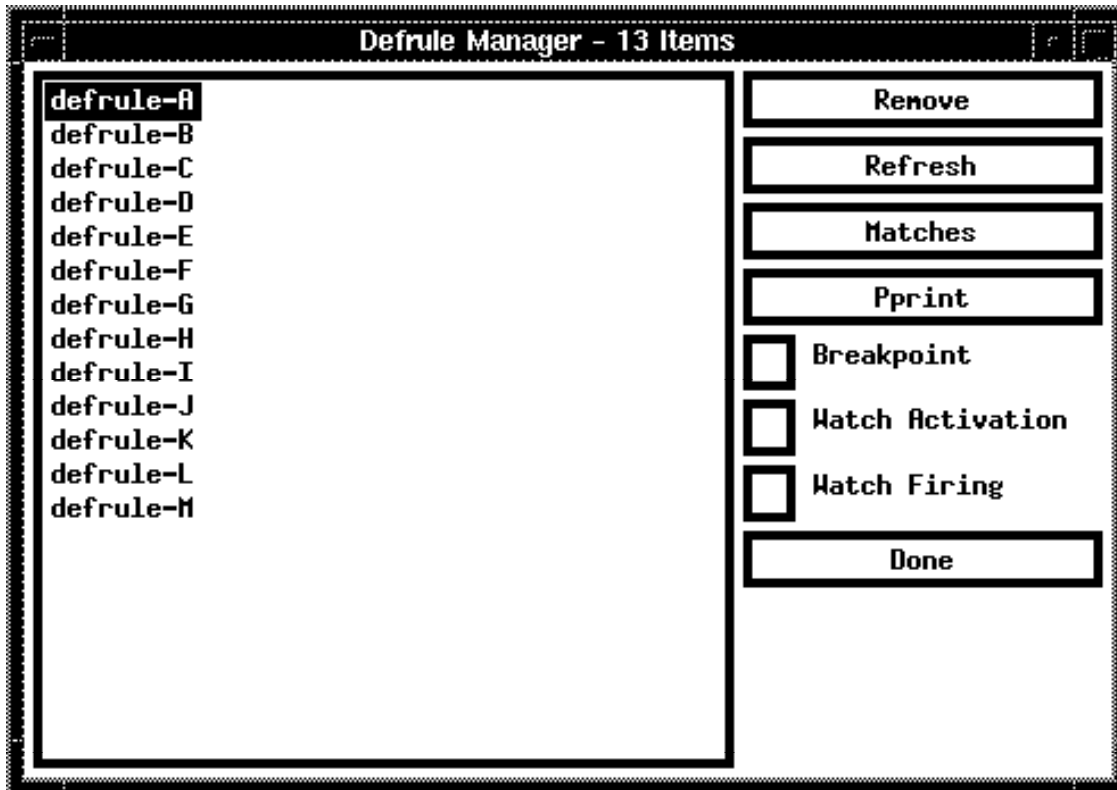 Defrule Manager - 13 Items
defrule-A
defrule-B
defrule-C
defrule-D
defrule-E
defrule-F
defrule-G
defrule-H
defrule-I
defrule-J
defrule-K
defrule-L
defrule-M
Remove
Refresh
Matches
Pprint
Breakpoint
Watch Activation
Watch Firing
Done